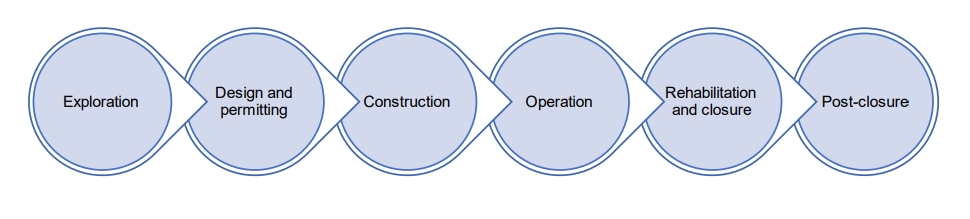 Exploration
Design and
permitting
Construction
Operation
Rehabilitation
and closure
Post-closure